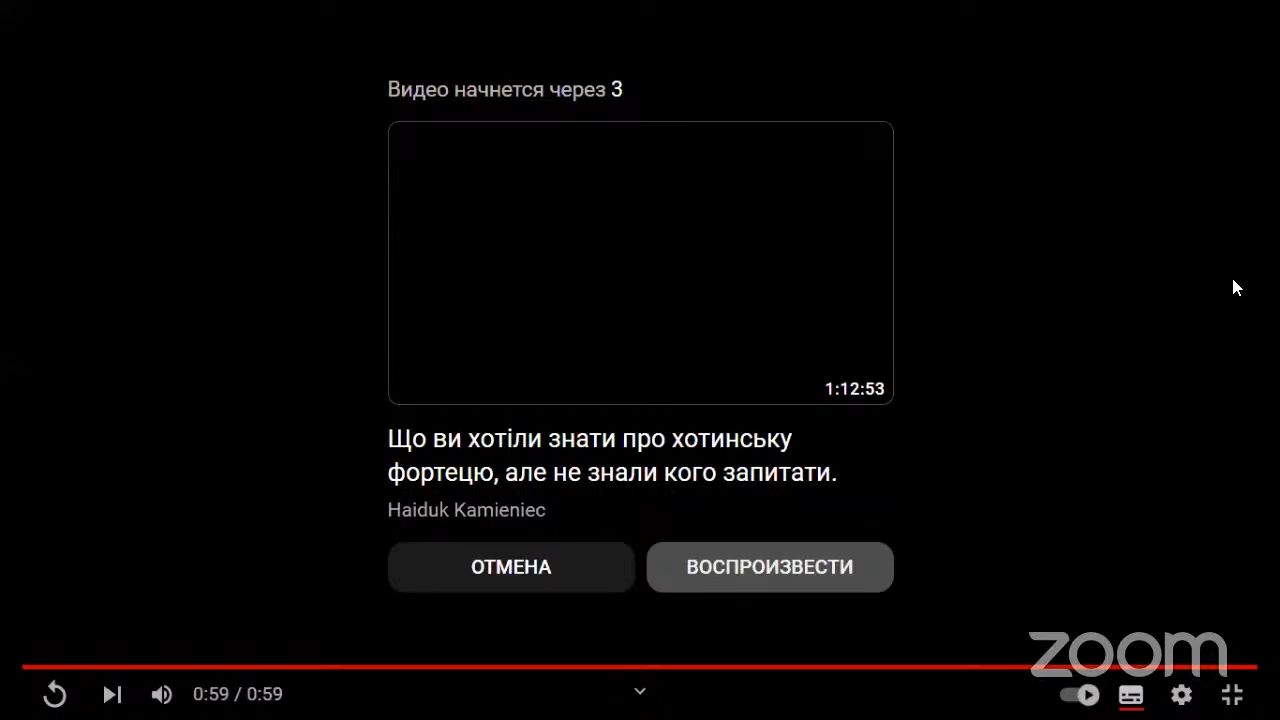 Видео начнется через 3
1:12:53
Що ви хотіли знати про хотинську
фортецю, але не знали кого запитати.
Haiduk Kamieniec
ОТМЕНА
ВОСПРОИЗВЕСТИ
zoom
0:59 / 0:59